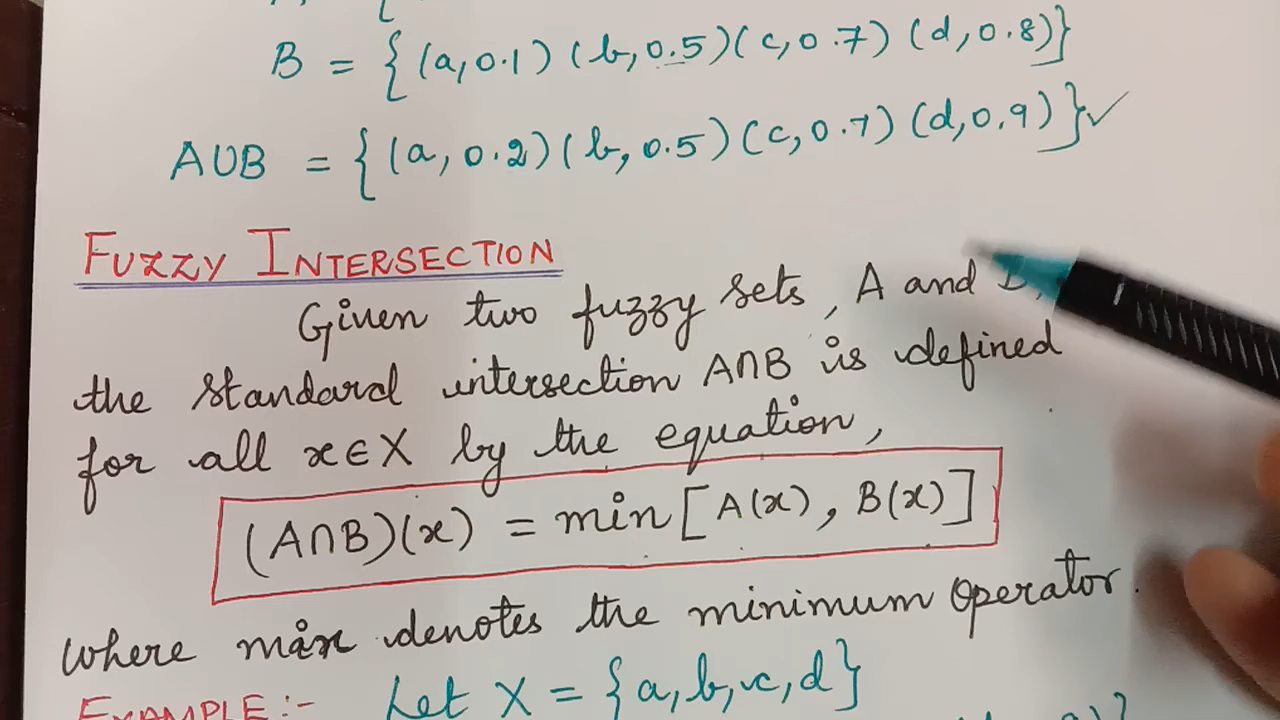 B = {(a,0.1) (b,0.5)(c,0.7) (d,0.8)}
A∪B = {(a,0.2)(b,0.5)(c,0.7)(d,0.9)}✓
FUZZY INTERSECTION
Given two fuzzy sets, A and
the standard intersection A∩B is defined
for all x∈X by the equation,
(A∩B)(x) = min[A(x), B(x)]
where denotes the minimum operator.
EXAMPLE:- Let X = {a,b,c,d}